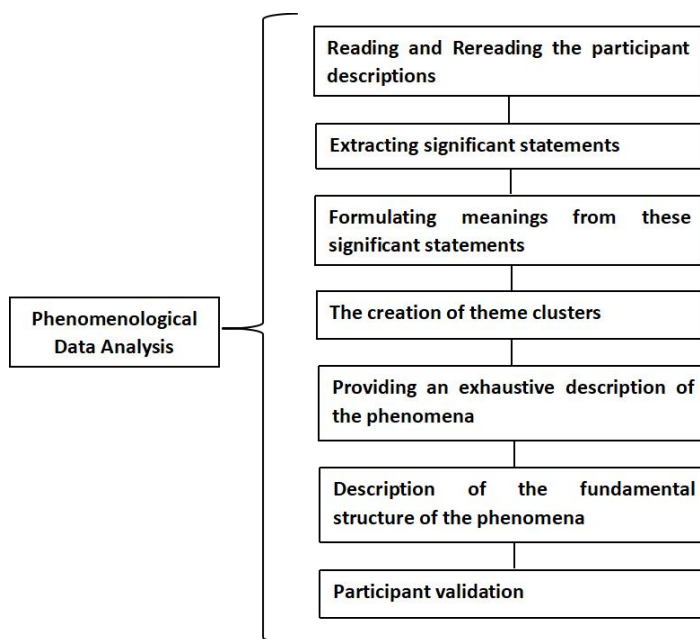 Reading and Rereading the participant
descriptions
Extracting significant statements
Formulating meanings from these
significant statements
The creation of theme clusters
Phenomenological
Data Analysis
Providing an exhaustive description of
the phenomena
Description of the fundamental
structure of the phenomena
Participant validation